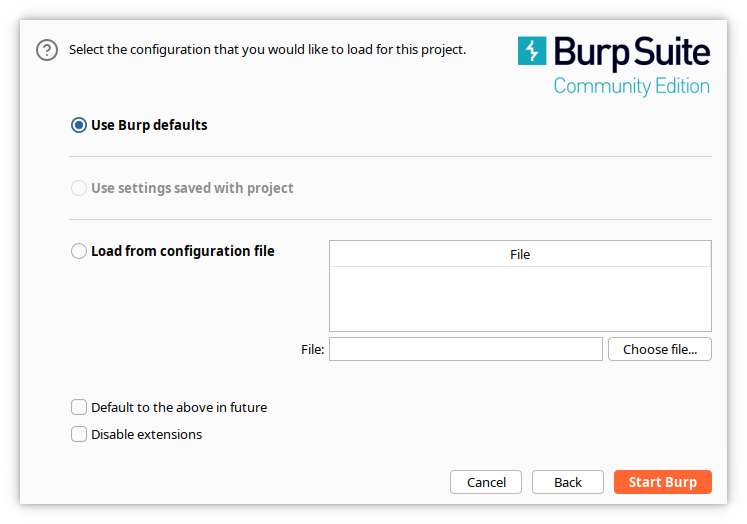 Select the configuration that you would like to load for this project.
Burp Suite
Community Edition
Use Burp defaults
Use settings saved with project
Load from configuration file
File
File:
Choose file...
Default to the above in future
Disable extensions
Cancel
Back
Start Burp